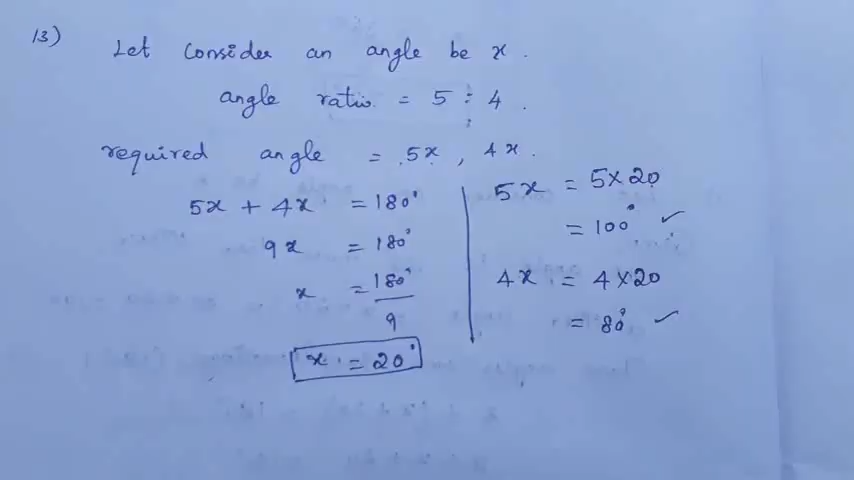 13) Let consider an angle be x.
angle ratio = 5 : 4.
required angle = 5x, 4x.
5x + 4x = 180°
9x = 180°
x = 180°/9
x = 20°
5x = 5×20
= 100° ✓
4x = 4×20
= 80° ✓